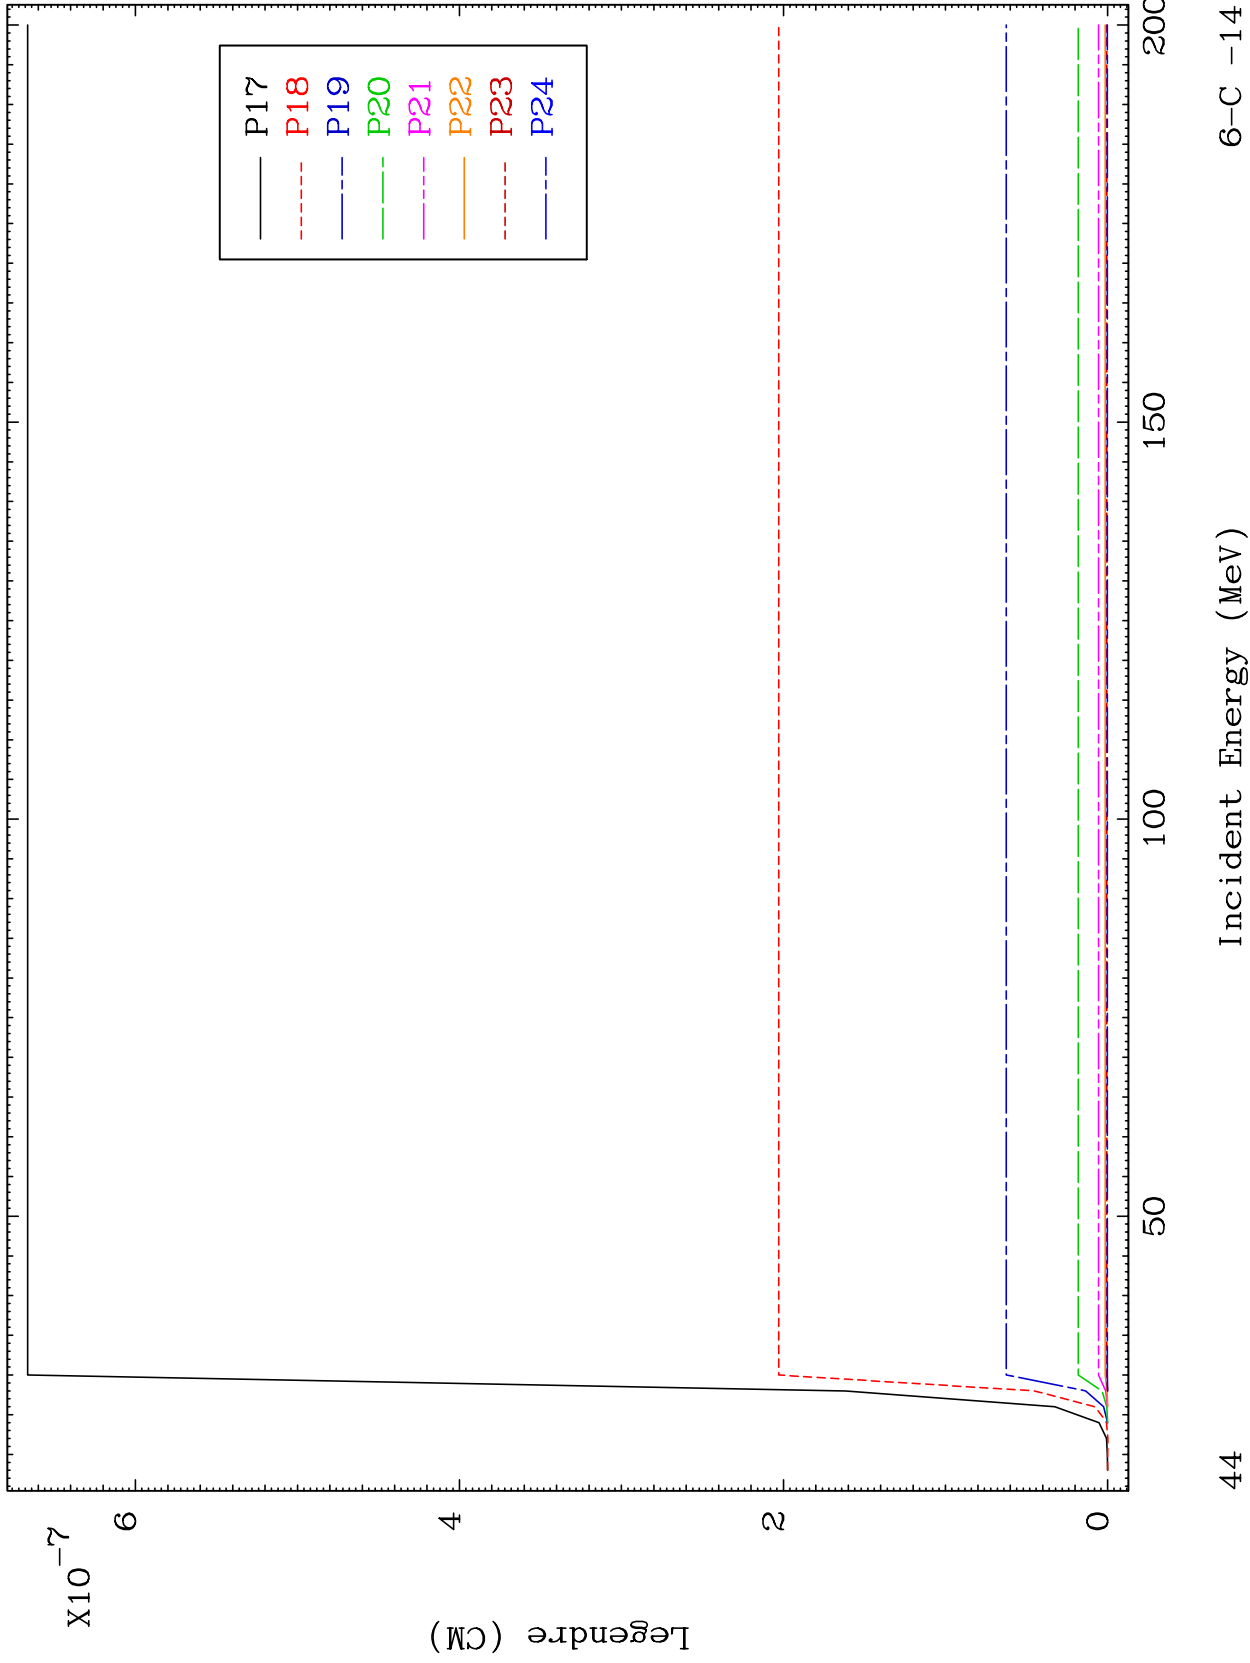 X10^-7
6
4
2
0
Legendre (CM)
P17
P18
P19
P20
P21
P22
P23
P24
50
100
150
200
Incident Energy (MeV)
44
6-C -14